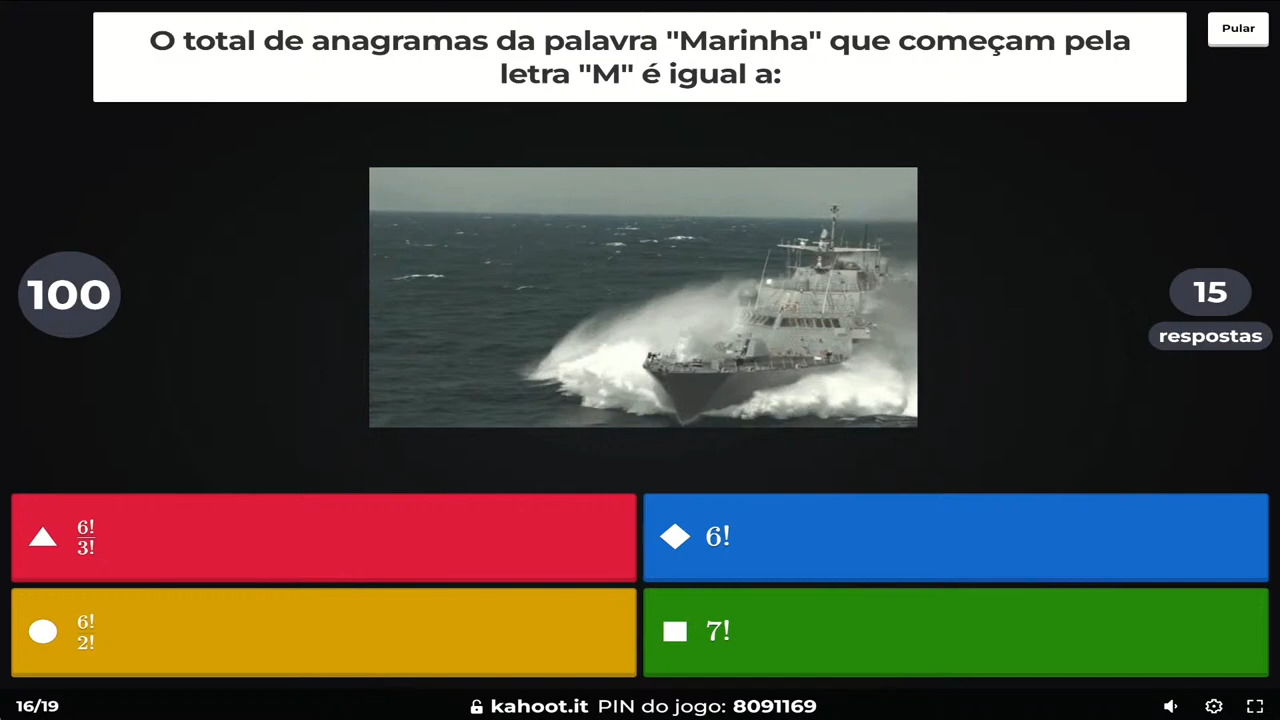 O total de anagramas da palavra "Marinha" que começam pela
letra "M" é igual a:
Pular
100
15
respostas
6!
3!
6!
6!
2!
7!
16/19
kahoot.it PIN do jogo: 8091169